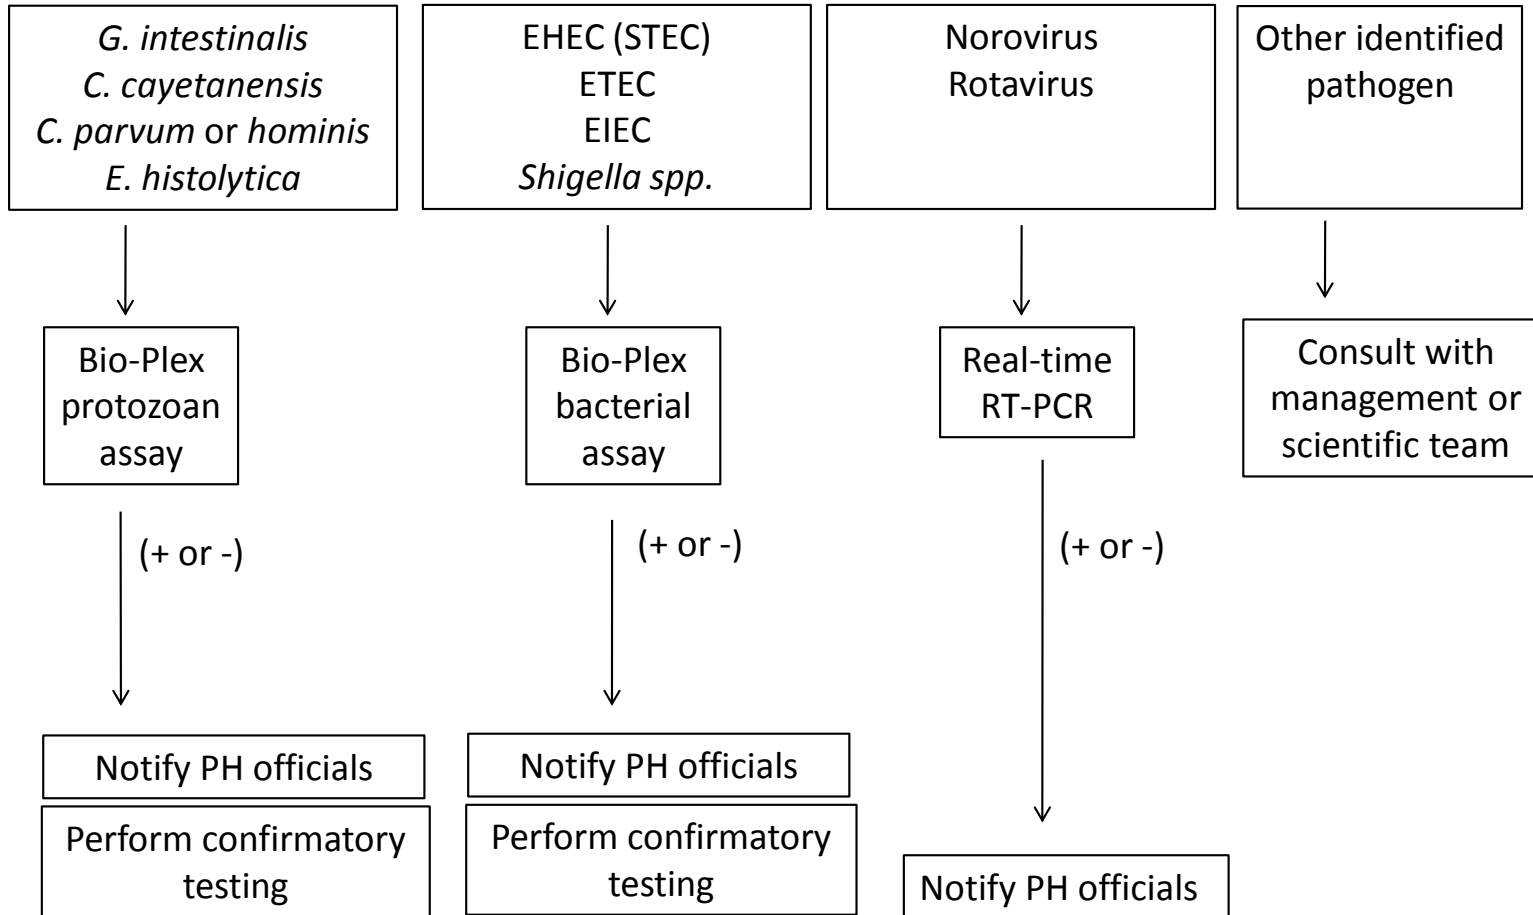 G. intestinalis
C. cayetanensis
C. parvum or hominis
E. histolytica
EHEC (STEC)
ETEC
EIEC
Shigella spp.
Norovirus
Rotavirus
Other identified
pathogen
Bio-Plex
protozoan
assay
Bio-Plex
bacterial
assay
Real-time
RT-PCR
Consult with
management or
scientific team
(+ or -)
(+ or -)
(+ or -)
Notify PH officials
Perform confirmatory
testing
Notify PH officials
Perform confirmatory
testing
Notify PH officials